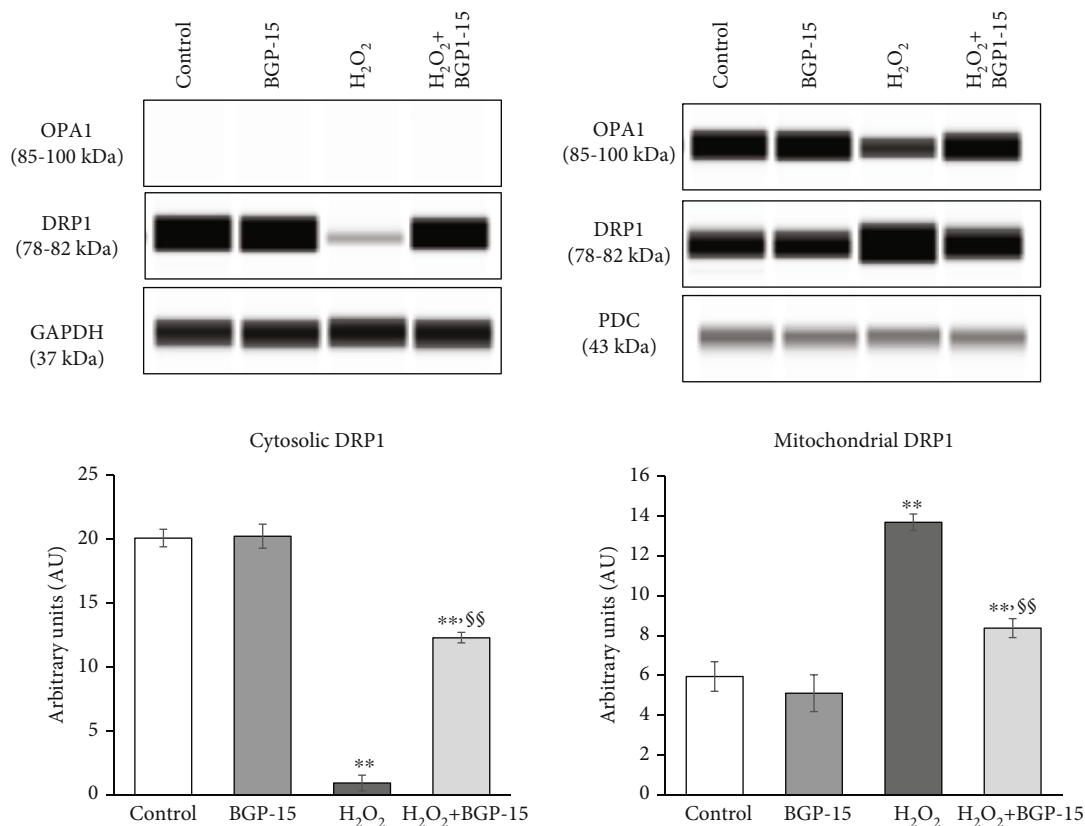 Control
BGP-15
H₂O₂
H₂O₂+
BGP1-15
OPA1
(85-100 kDa)
DRP1
(78-82 kDa)
GAPDH
(37 kDa)
Control
BGP-15
H₂O₂
H₂O₂+
BGP1-15
OPA1
(85-100 kDa)
DRP1
(78-82 kDa)
PDC
(43 kDa)
Cytosolic DRP1
Arbitrary units (AU)
25
20
15
10
5
0
**
**,§§
Control
BGP-15
H₂O₂
H₂O₂+BGP-15
Mitochondrial DRP1
Arbitrary units (AU)
16
14
12
10
8
6
4
2
0
**
**,§§
Control
BGP-15
H₂O₂
H₂O₂+BGP-15